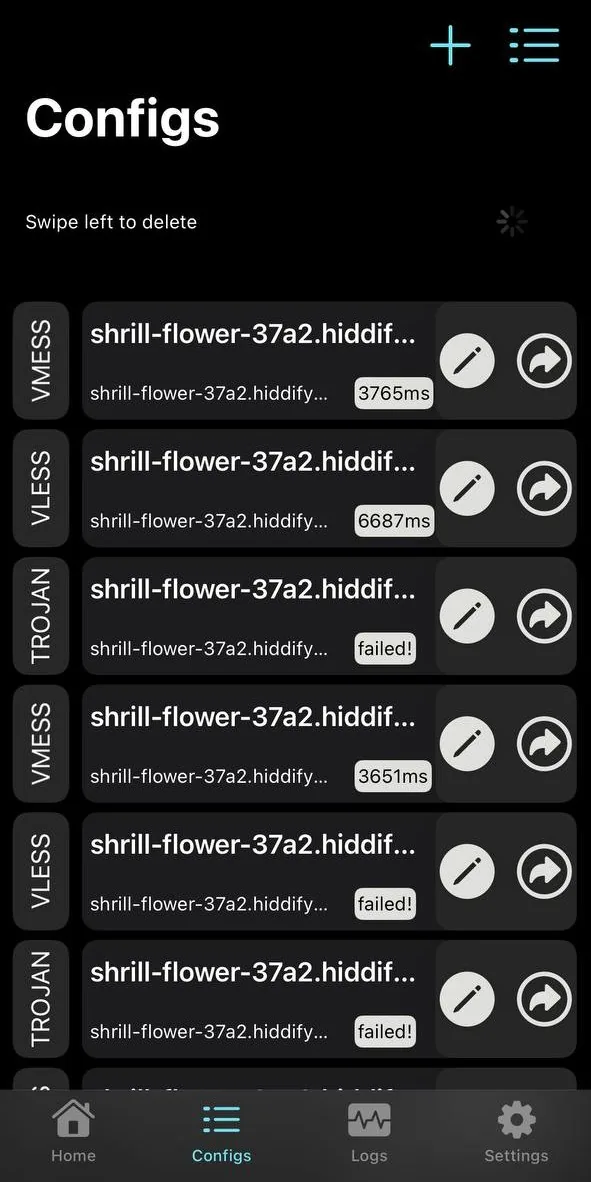 Configs
Swipe left to delete
VMESS
shrill-flower-37a2.hiddif...
shrill-flower-37a2.hiddify... 3765ms
VLESS
shrill-flower-37a2.hiddif...
shrill-flower-37a2.hiddify... 6687ms
TROJAN
shrill-flower-37a2.hiddif...
shrill-flower-37a2.hiddify... failed!
VMESS
shrill-flower-37a2.hiddif...
shrill-flower-37a2.hiddify... 3651ms
VLESS
shrill-flower-37a2.hiddif...
shrill-flower-37a2.hiddify... failed!
TROJAN
shrill-flower-37a2.hiddif...
shrill-flower-37a2.hiddify... failed!
Home Configs Logs Settings